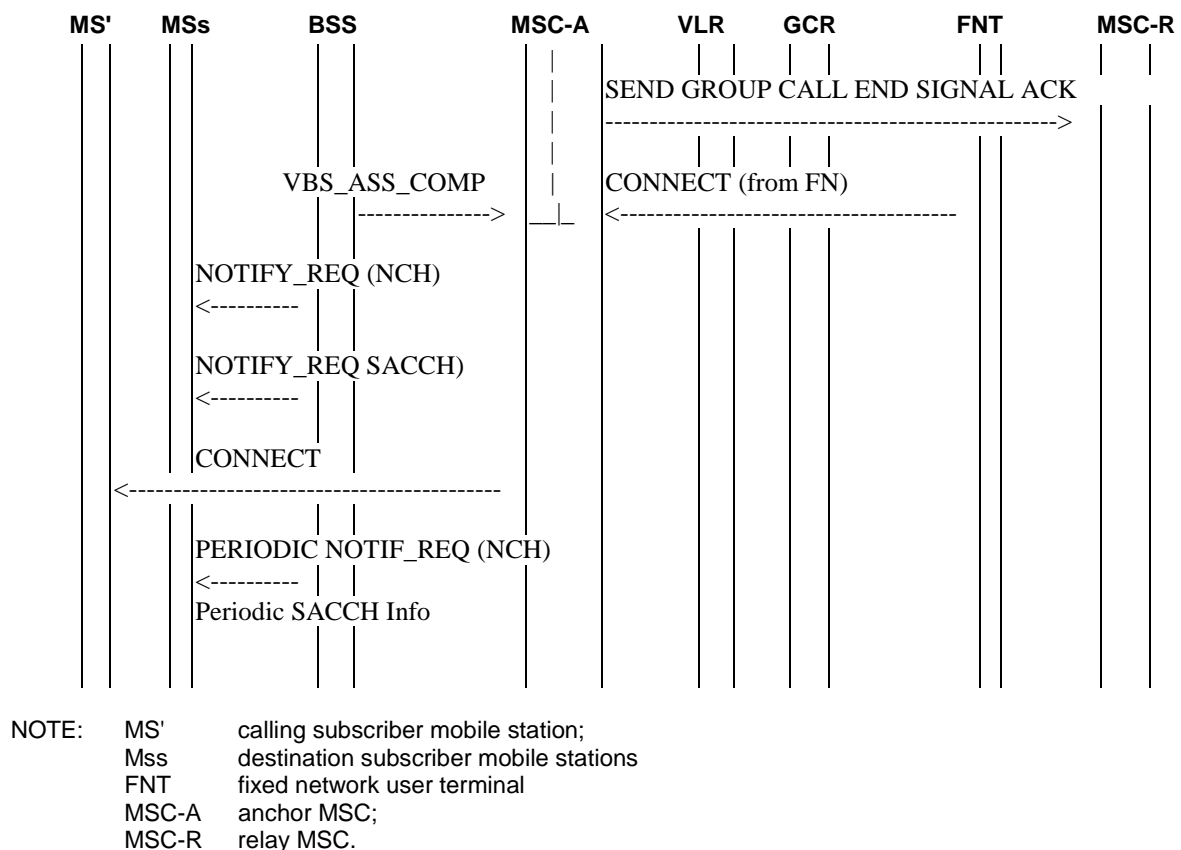 MS' MSs BSS MSC-A VLR GCR FNT MSC-R
SEND GROUP CALL END SIGNAL ACK
VBS_ASS_COMP CONNECT (from FN)
NOTIFY_REQ (NCH)
NOTIFY_REQ SACCH)
CONNECT
PERIODIC NOTIF_REQ (NCH)
Periodic SACCH Info
NOTE: MS' calling subscriber mobile station;
Mss destination subscriber mobile stations
FNT fixed network user terminal
MSC-A anchor MSC;
MSC-R relay MSC.